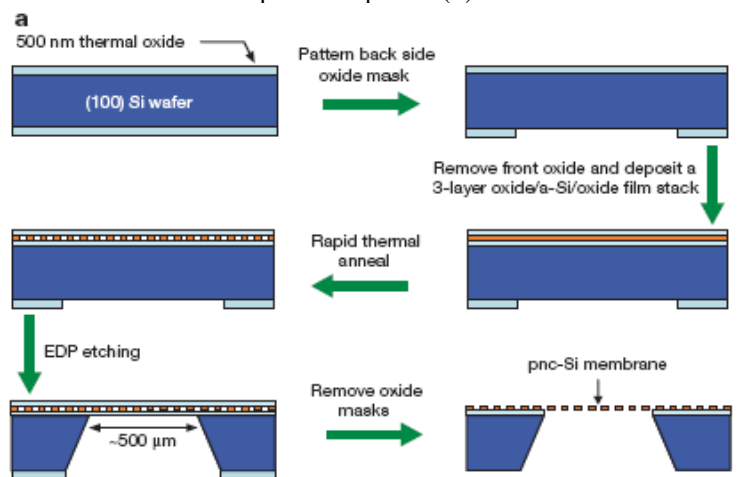 a
500 nm thermal oxide
(100) Si wafer
Pattern back side
oxide mask
Remove front oxide and deposit a
3-layer oxide/a-Si/oxide film stack
Rapid thermal
anneal
EDP etching
~500 µm
Remove oxide
masks
pnc-Si membrane